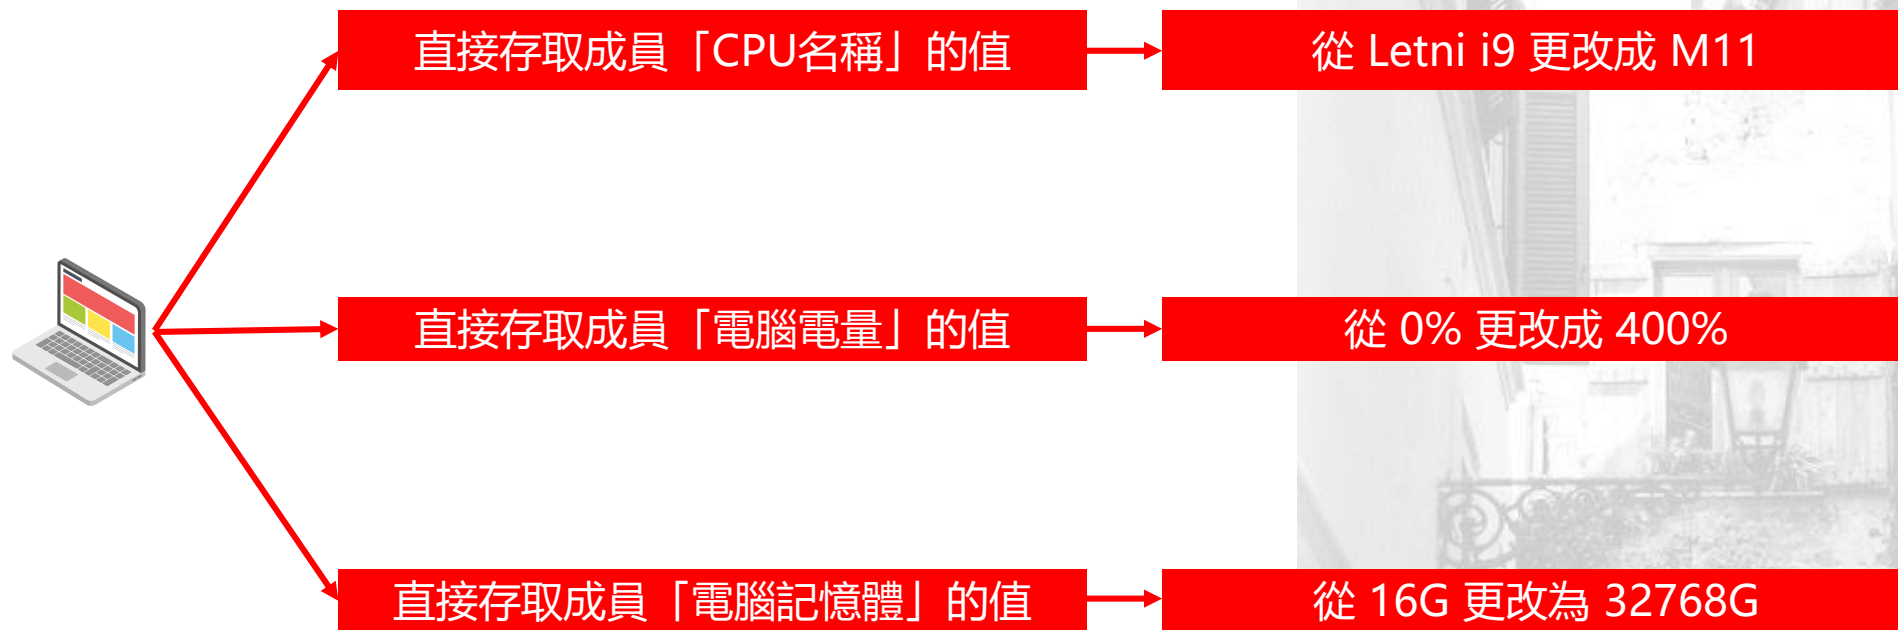 直接存取成員「CPU名稱」的值
從 Letni i9 更改成 M11
直接存取成員「電腦電量」的值
從 0% 更改成 400%
直接存取成員「電腦記憶體」的值
從 16G 更改為 32768G